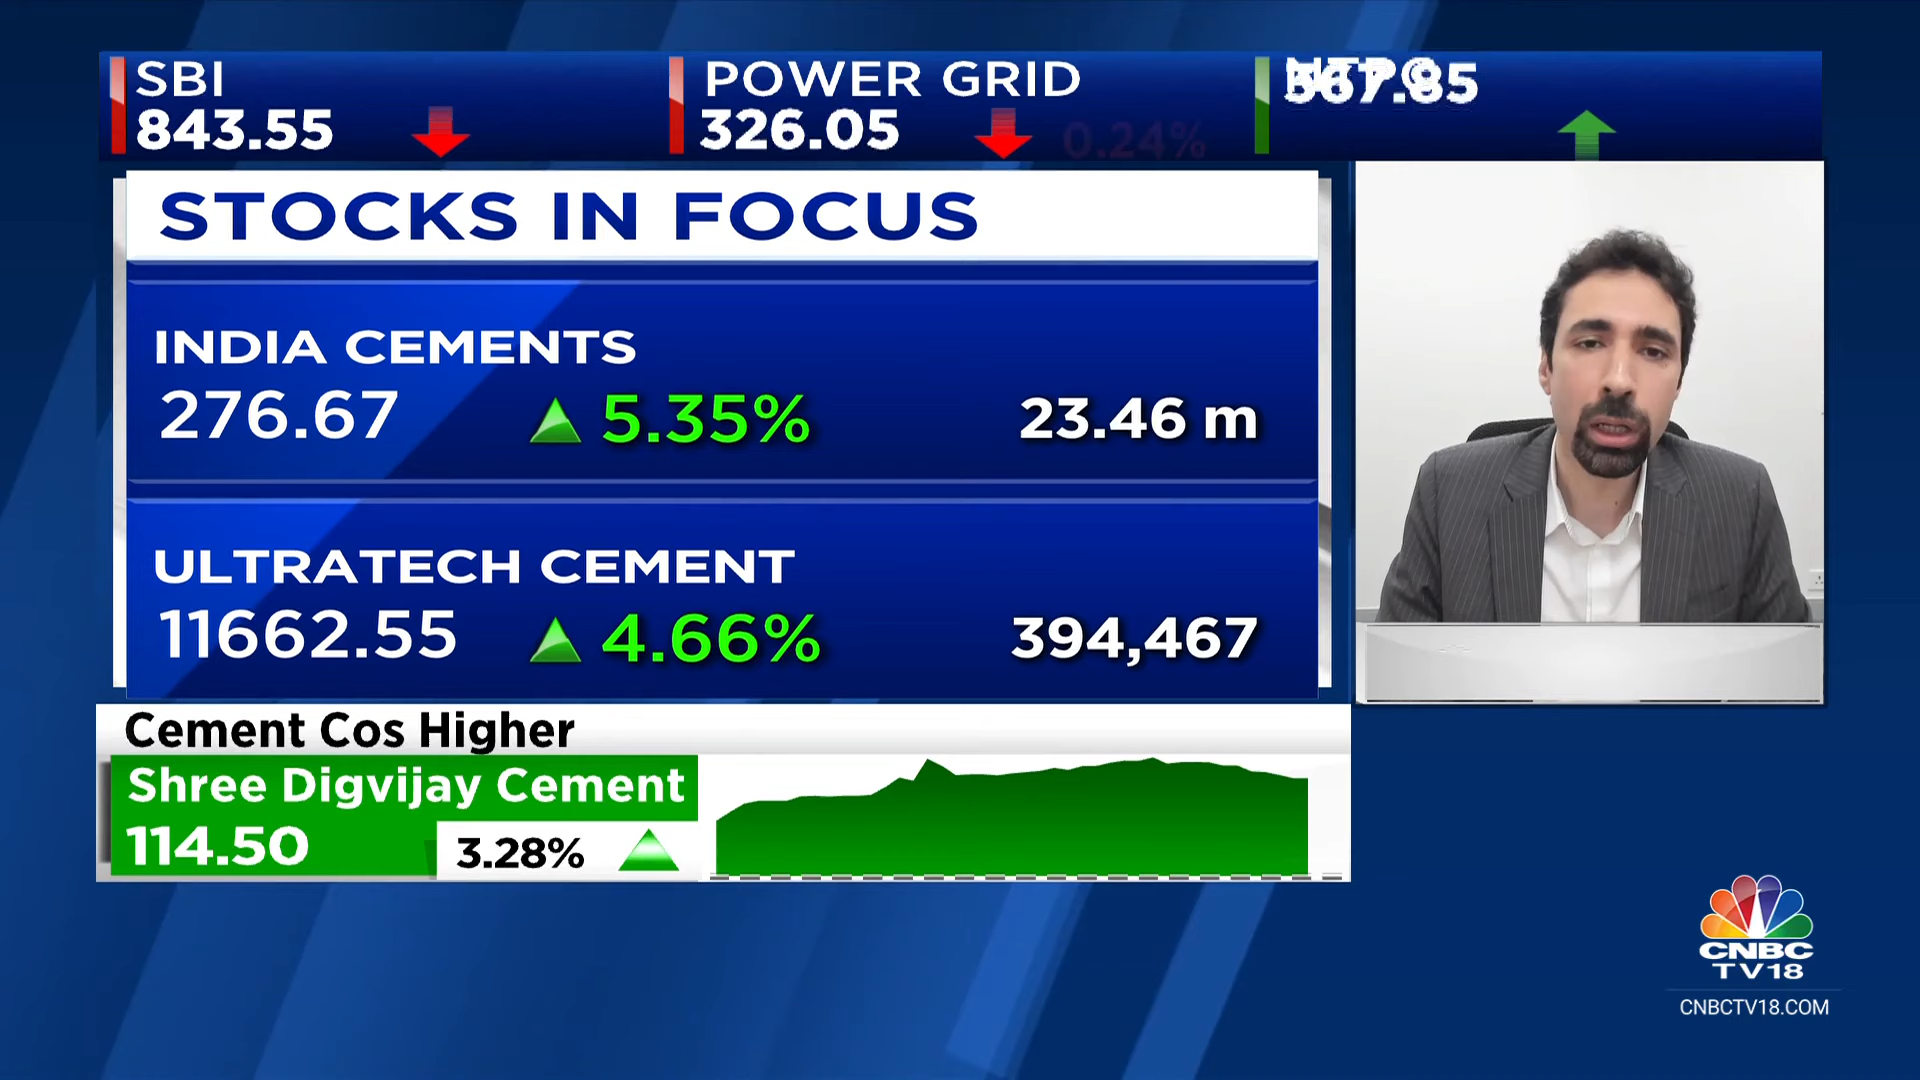 SBI
843.55
POWER GRID
326.05
0.24%
STOCKS IN FOCUS
INDIA CEMENTS
276.67 5.35% 23.46 m
ULTRATECH CEMENT
11662.55 4.66% 394,467
Cement Cos Higher
Shree Digvijay Cement
114.50
3.28%
CNBC
TV18
CNBCTV18.COM